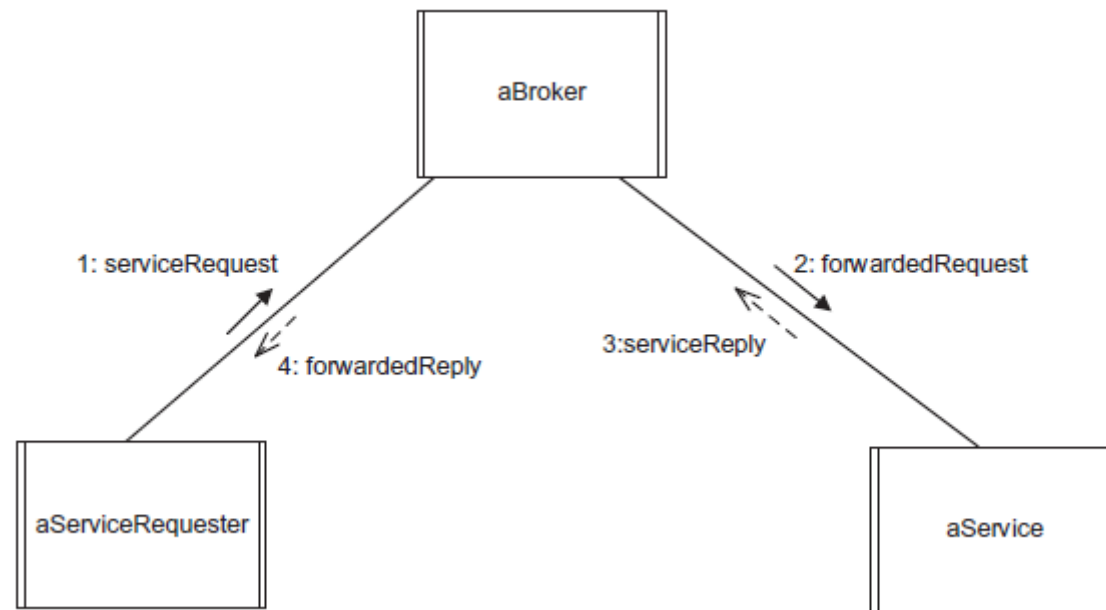 aBroker
1: serviceRequest
2: forwardedRequest
3:serviceReply
4: forwardedReply
aServiceRequester
aService